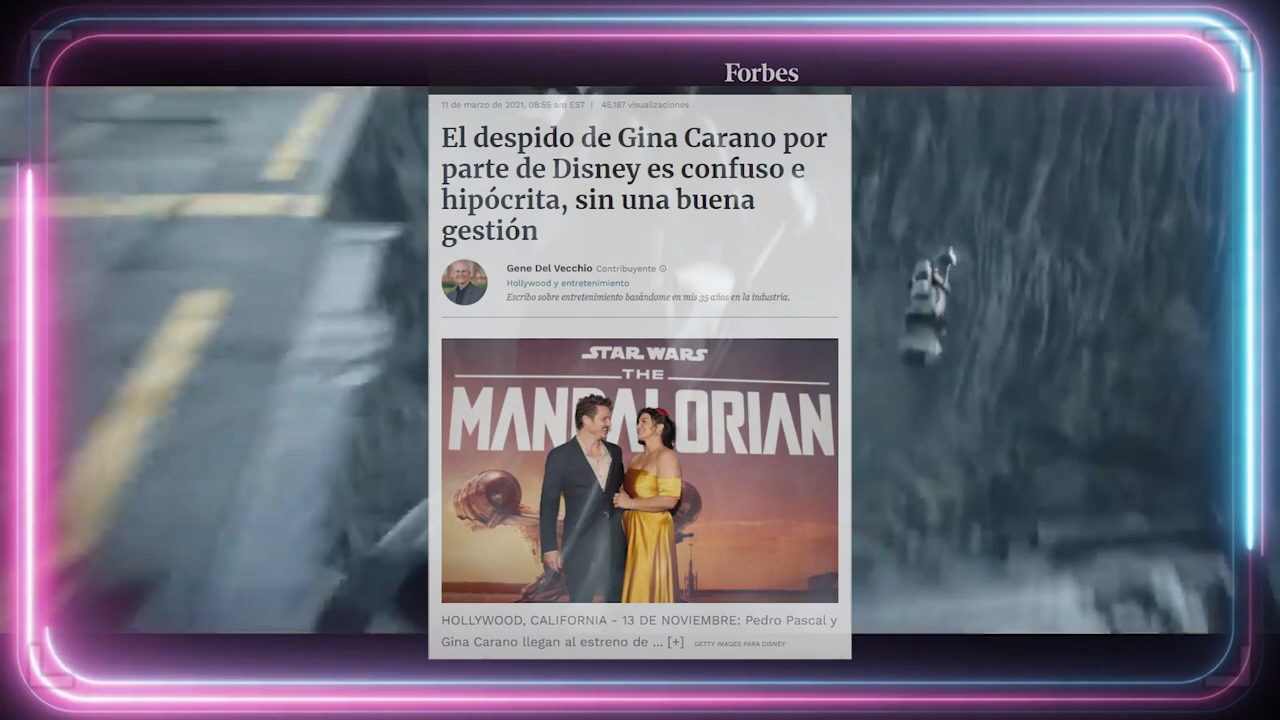 Forbes
11 de marzo de 2021, 08:55 am EST | 45.187 visualizaciones
El despido de Gina Carano por
parte de Disney es confuso e
hipócrita, sin una buena
gestión
Gene Del Vecchio Contribuyente
Hollywood y entretenimiento
Escribo sobre entretenimiento basándome en mis 35 años en la industria.
STAR WARS
THE
MANDALORIAN
HOLLYWOOD, CALIFORNIA - 13 DE NOVIEMBRE: Pedro Pascal y
Gina Carano llegan al estreno de ... [+] GETTY IMAGES PARA DISNEY